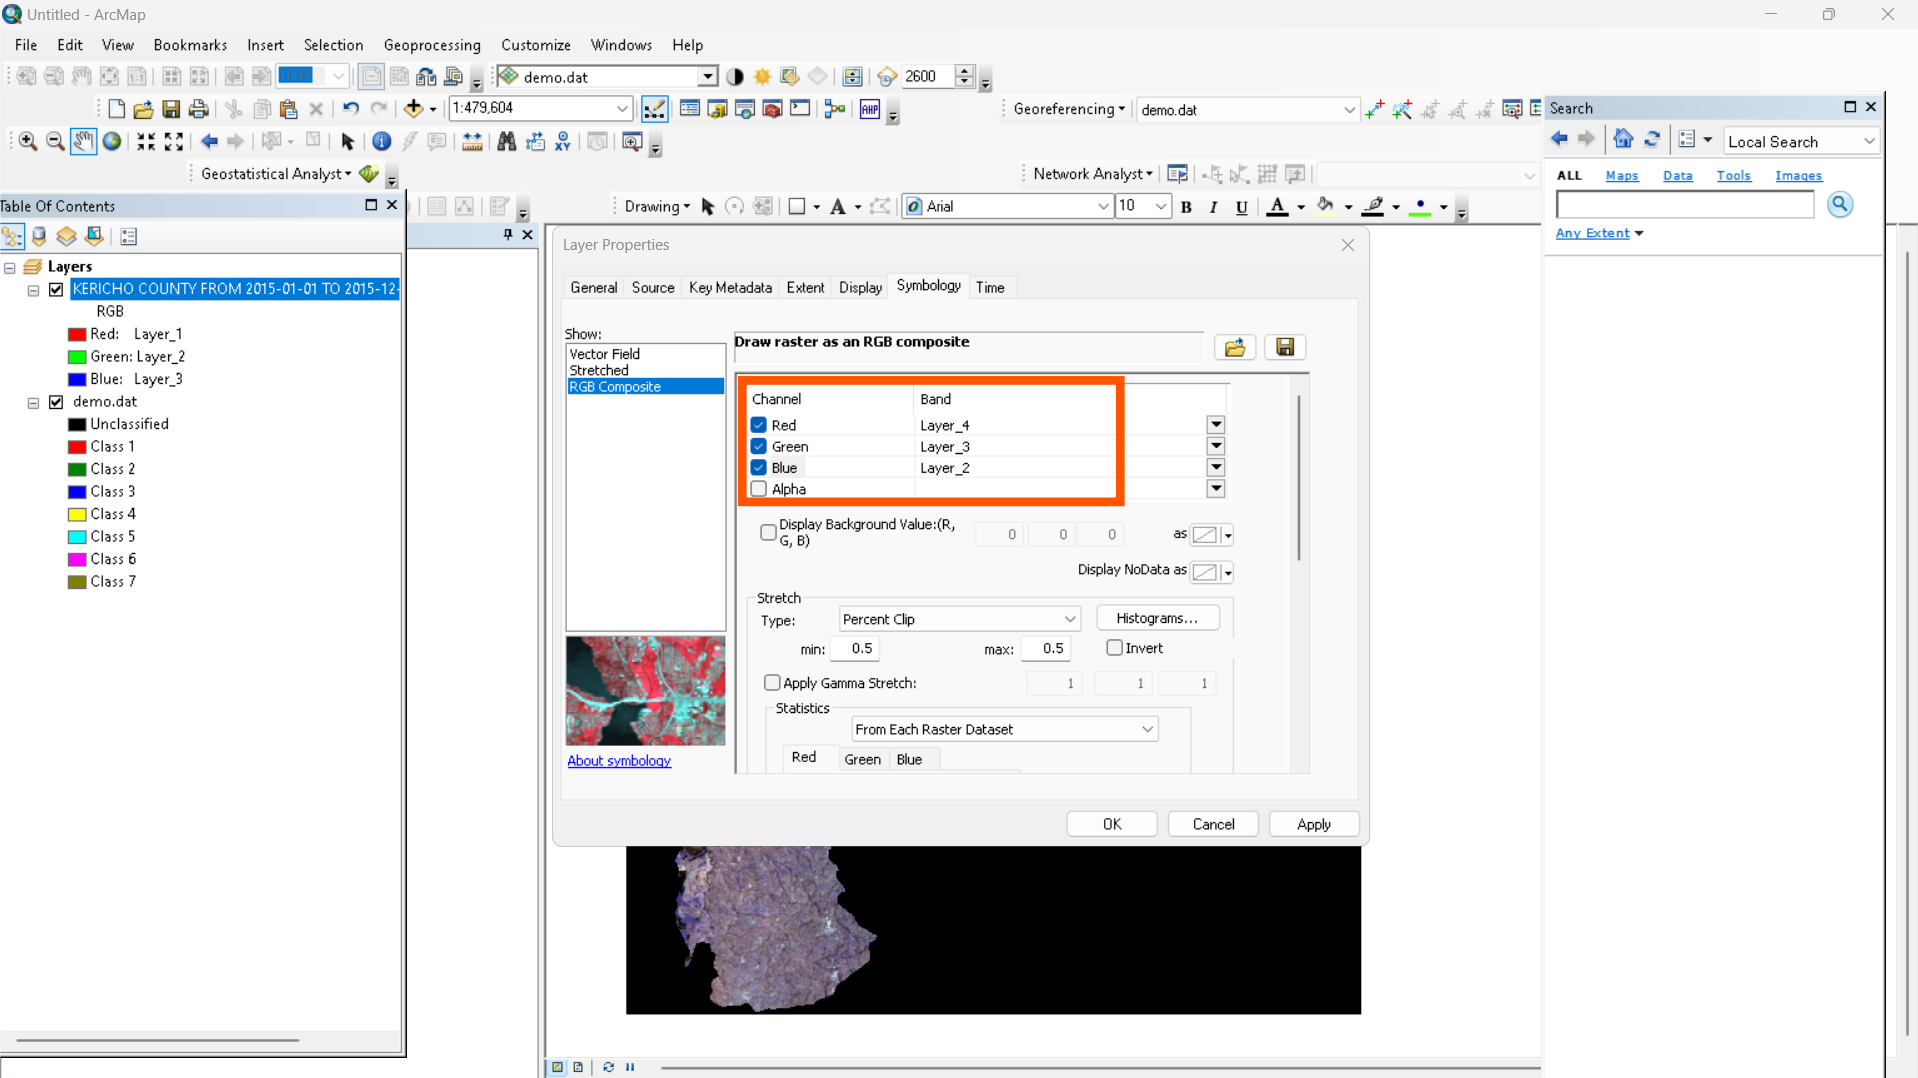 Untitled - ArcMap
File Edit View Bookmarks Insert Selection Geoprocessing Customize Windows Help
100%
demo.dat
2600
1:479,604
Georeferencing
demo.dat
Geostatistical Analyst
Network Analyst
Drawing
A
Arial
10
B I U A
Table Of Contents
Layers
KERICHO COUNTY FROM 2015-01-01 TO 2015-12-
RGB
Red: Layer_1
Green: Layer_2
Blue: Layer_3
demo.dat
Unclassified
Class 1
Class 2
Class 3
Class 4
Class 5
Class 6
Class 7
Layer Properties
General Source Key Metadata Extent Display Symbology Time
Show:
Vector Field
Stretched
RGB Composite
About symbology
Draw raster as an RGB composite
Channel Band
Red Layer_4
Green Layer_3
Blue Layer_2
Alpha
Display Background Value:(R,
G, B)
0 0 0
as
Display NoData as
Stretch
Type: Percent Clip Histograms...
min: 0.5 max: 0.5 Invert
Apply Gamma Stretch: 1 1 1
Statistics
From Each Raster Dataset
Red Green Blue
OK Cancel Apply
Search
Local Search
ALL Maps Data Tools Images
Any Extent